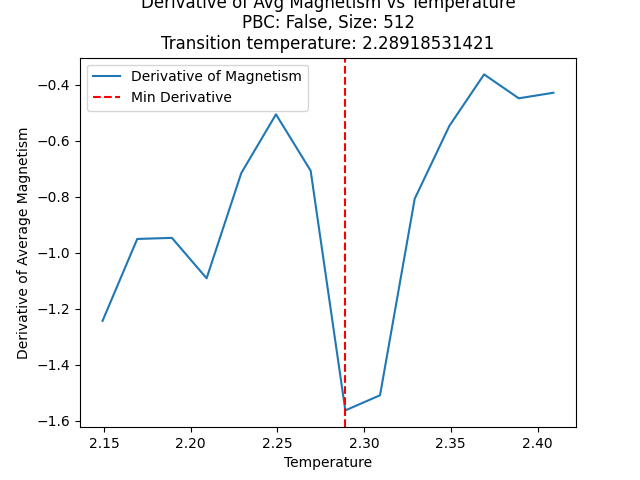 Derivative of Avg Magnetism vs Temperature
PBC: False, Size: 512
Transition temperature: 2.28918531421
Derivative of Magnetism
Min Derivative
Derivative of Average Magnetism
−0.4
−0.6
−0.8
−1.0
−1.2
−1.4
−1.6
2.15
2.20
2.25
2.30
2.35
2.40
Temperature